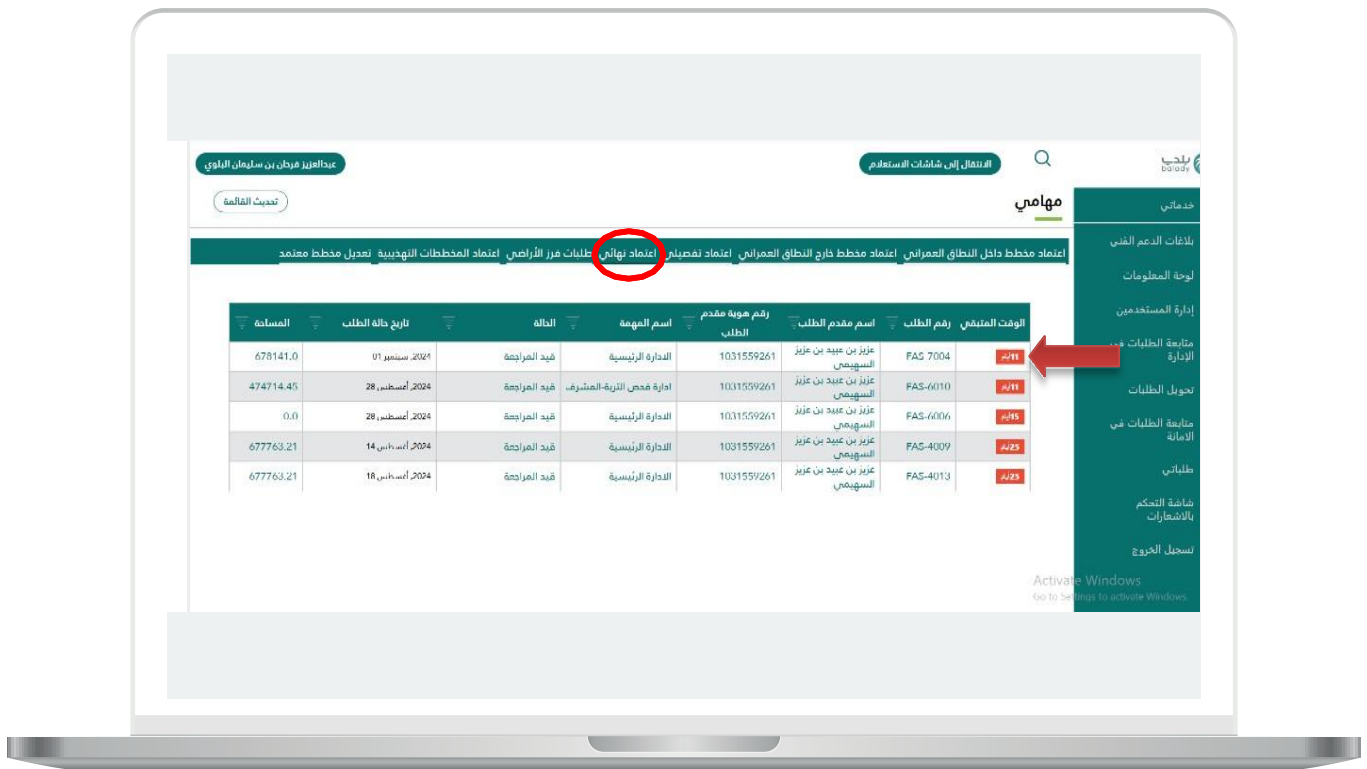 بلدي
balady
الانتقال إلى شاشات الاستعلام
عبدالعزيز فرحان بن سليمان البلوي
مهامي
تحديث القائمة
خدماتي
بلاغات الدعم الفني
لوحة المعلومات
إدارة المستخدمين
متابعة الطلبات في
الإدارة
تحويل الطلبات
متابعة الطلبات في
الامانة
طلباتي
شاشة التحكم
بالاشعارات
تسجيل الخروج
اعتماد مخطط داخل النطاق العمراني اعتماد مخطط خارج النطاق العمراني اعتماد تفصيلي اعتماد نهائي طلبات فرز الأراضي اعتماد المخططات التهذيبية تعديل مخطط معتمد
الوقت المتبقي رقم الطلب اسم مقدم الطلب رقم هوية مقدم الطلب اسم المهمة الحالة تاريخ حالة الطلب المساحة
11 FAS 7004 عزيز بن عبيد بن عزيز السهيمي 1031559261 الادارة الرئيسية قيد المراجعة 2024, سبتمبر 01 678141.0
11 FAS-6010 عزيز بن عبيد بن عزيز السهيمي 1031559261 ادارة فحص التربة-المشرف قيد المراجعة 2024, أغسطس 28 474714.45
15 FAS-6006 عزيز بن عبيد بن عزيز السهيمي 1031559261 الادارة الرئيسية قيد المراجعة 2024, أغسطس 28 0.0
25 FAS-4009 عزيز بن عبيد بن عزيز السهيمي 1031559261 الادارة الرئيسية قيد المراجعة 2024, أغسطس 14 677763.21
25 FAS-4013 عزيز بن عبيد بن عزيز السهيمي 1031559261 الادارة الرئيسية قيد المراجعة 2024, أغسطس 18 677763.21
Activate Windows
Go to Settings to activate Windows.